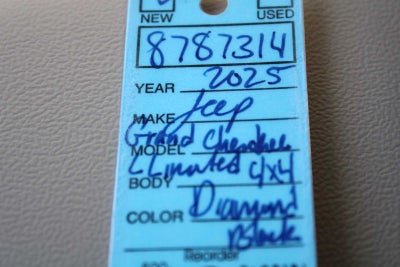 NEW USED
8787314
YEAR 2025
MAKE Jeep
Grand Cherokee
MODEL
Limited 4x4
BODY
COLOR Diamond
Black
Reorder